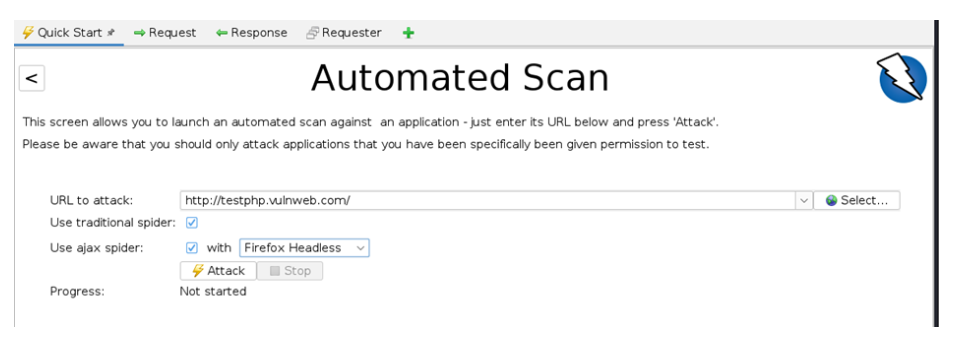 Quick Start Request Response Requester
< Automated Scan
This screen allows you to launch an automated scan against an application - just enter its URL below and press 'Attack'.
Please be aware that you should only attack applications that you have been specifically been given permission to test.
URL to attack: http://testphp.vulnweb.com/ Select...
Use traditional spider:
Use ajax spider: with Firefox Headless
Attack Stop
Progress: Not started